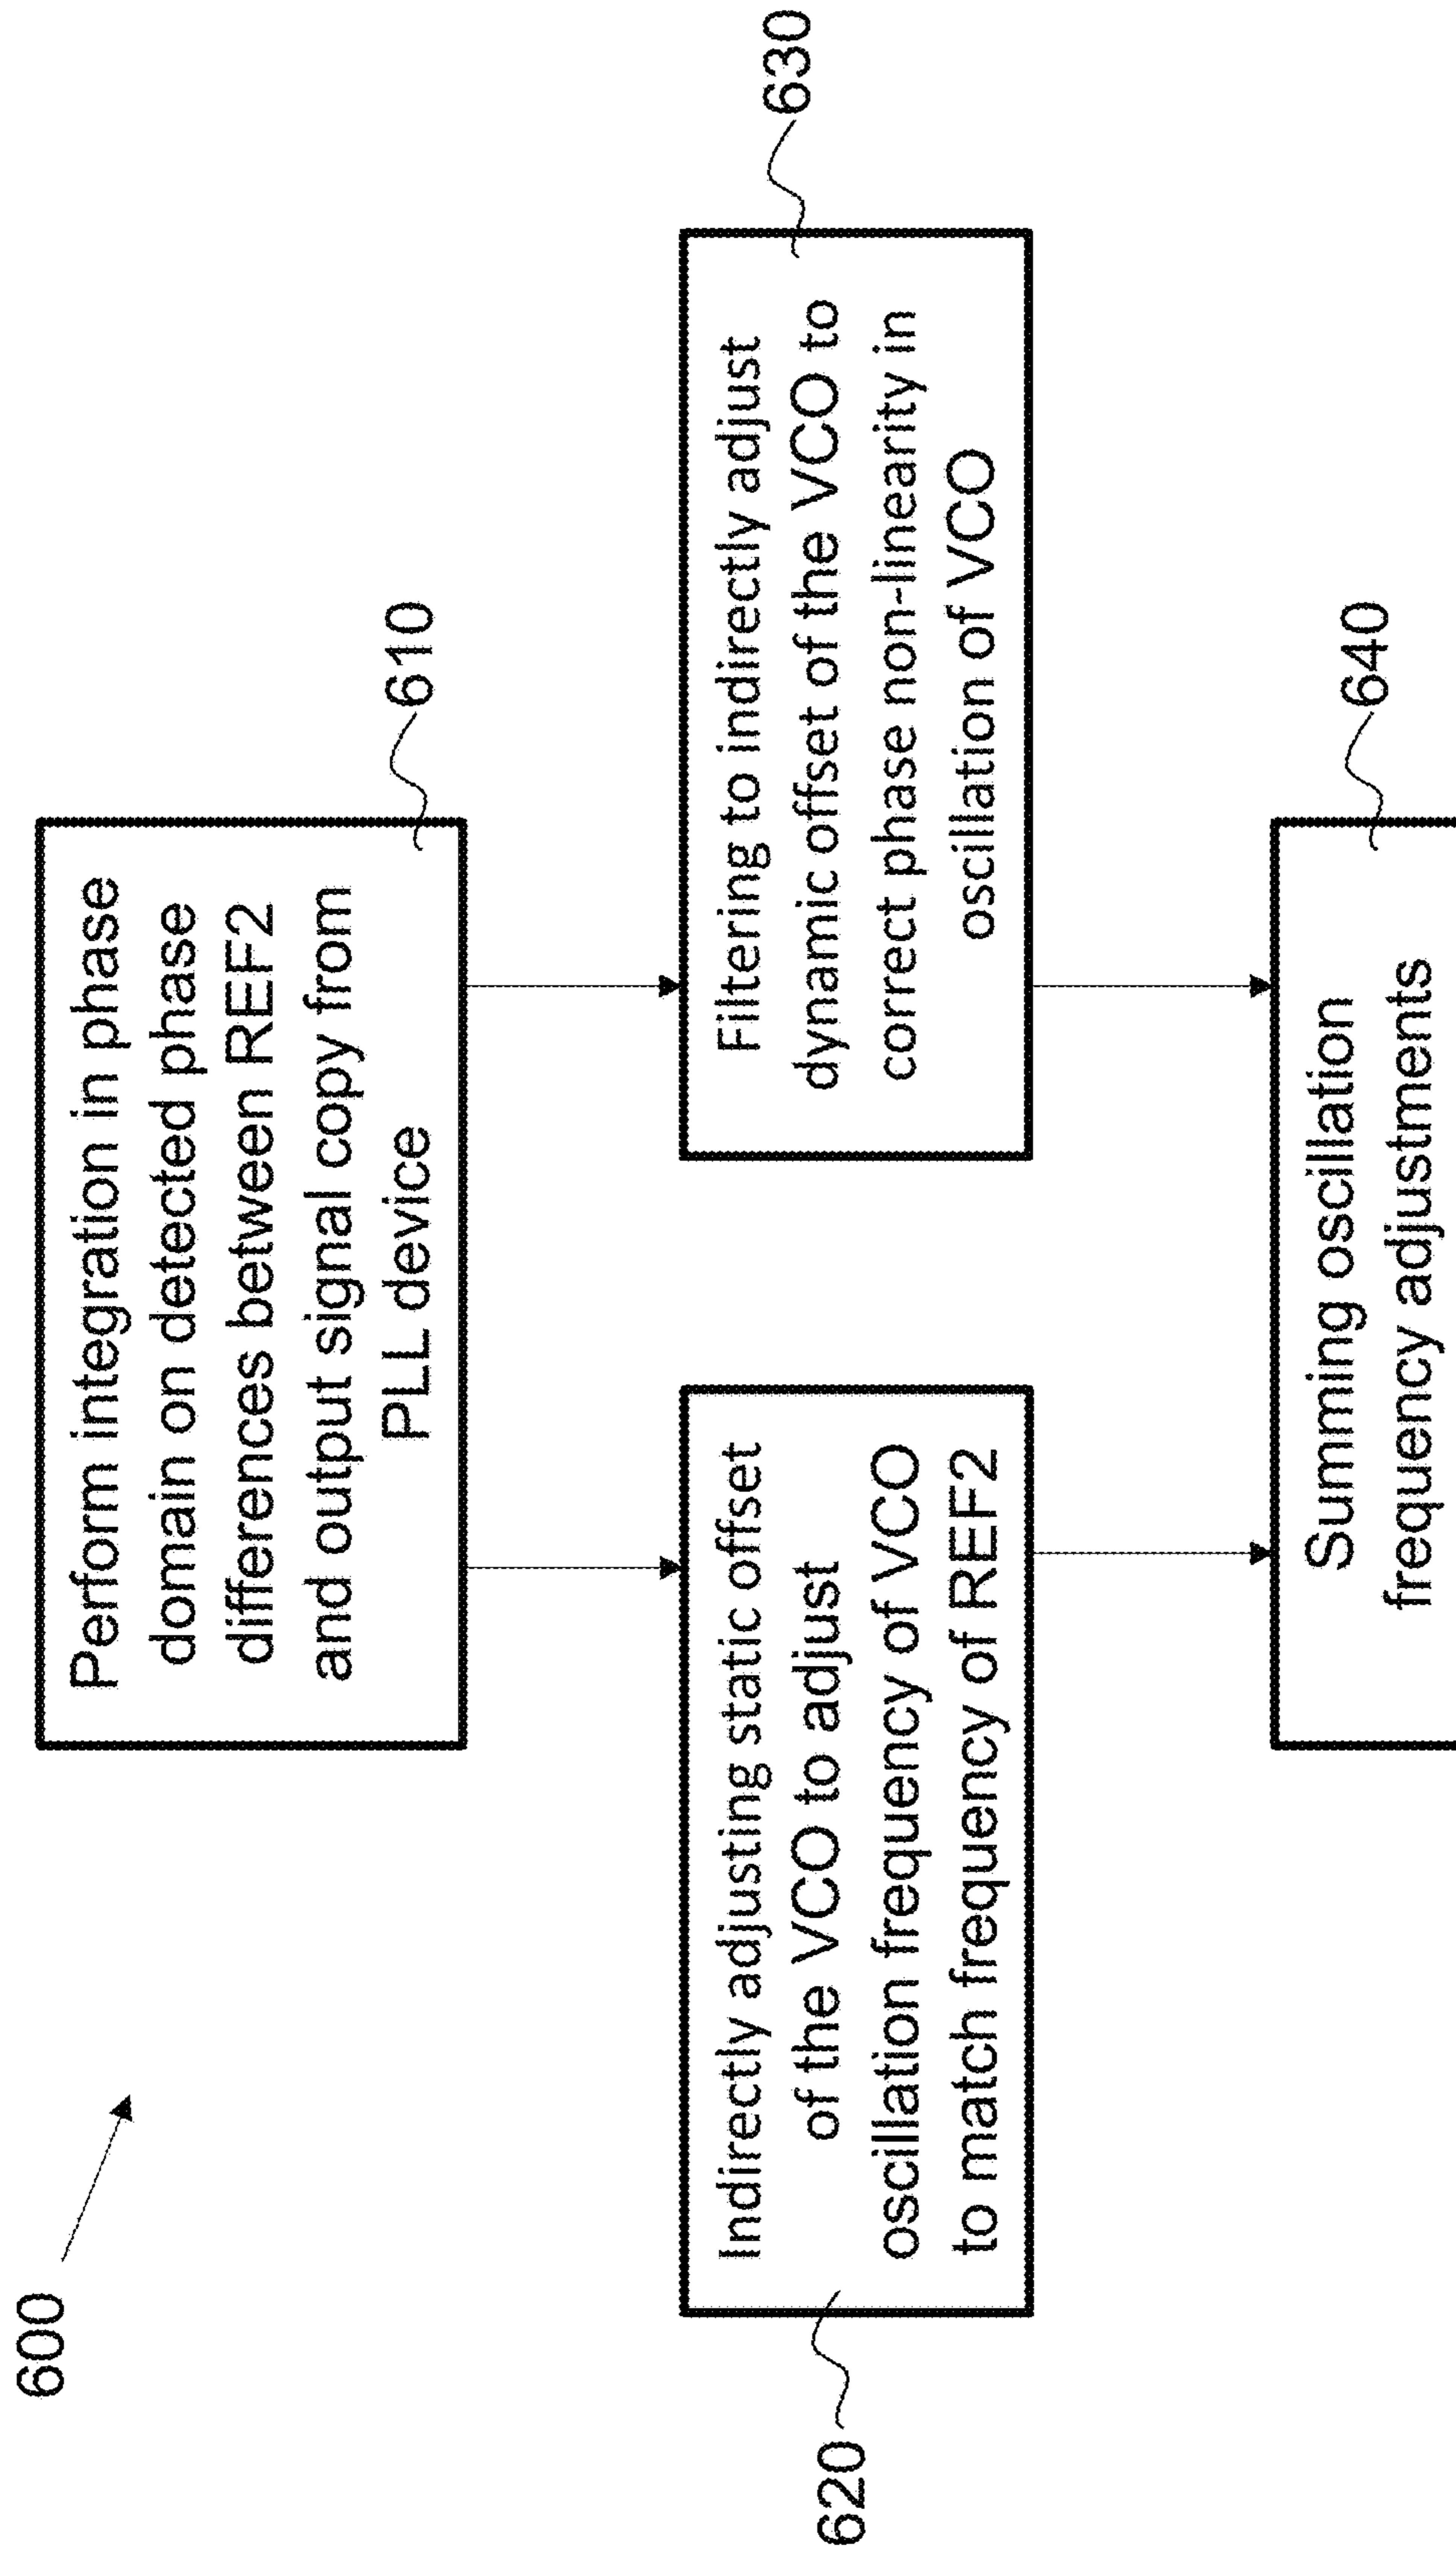 600
Perform integration in phase
domain on detected phase
differences between REF2
and output signal copy from
PLL device
610
Indirectly adjusting static offset
of the VCO to adjust
oscillation frequency of VCO
to match frequency of REF2
620
Filtering to indirectly adjust
dynamic offset of the VCO to
correct phase non-linearity in
oscillation of VCO
630
Summing oscillation
frequency adjustments
640